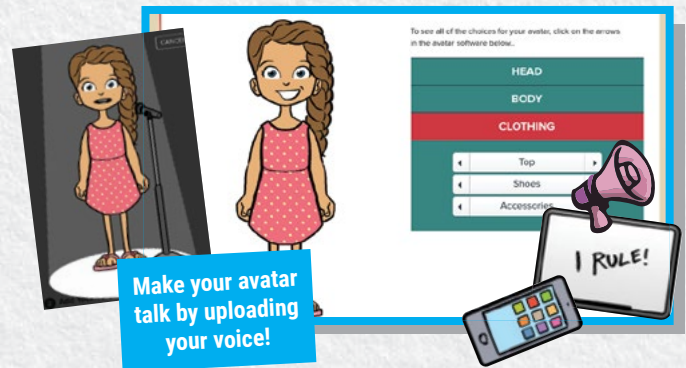 CANCE
To see all of the choices for your avatar, click on the arrows
in the avatar software below..
HEAD
BODY
CLOTHING
Top
Shoes
Accessories
I RULE!
Make your avatar
talk by uploading
your voice!